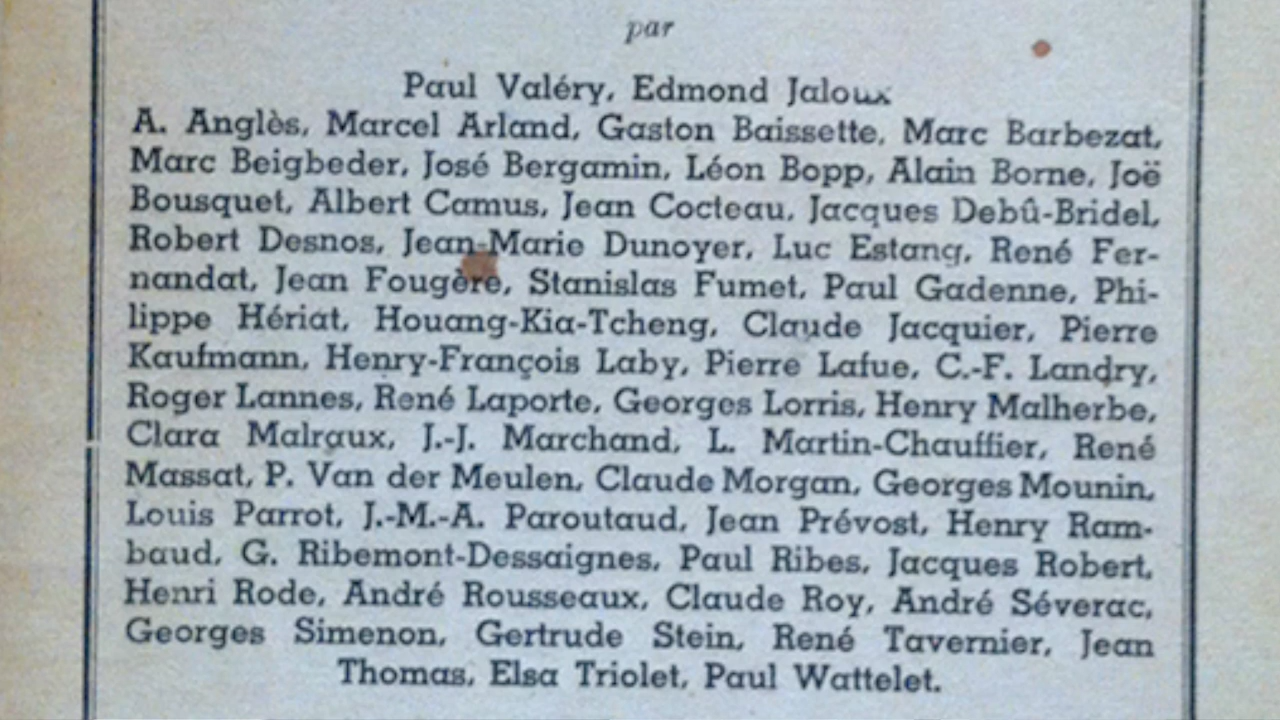 par
Paul Valéry, Edmond Jaloux
A. Anglès, Marcel Arland, Gaston Baissette, Marc Barbezat,
Marc Beigbeder, José Bergamin, Léon Bopp, Alain Borne, Joë
Bousquet, Albert Camus, Jean Cocteau, Jacques Debû-Bridel,
Robert Desnos, Jean-Marie Dunoyer, Luc Estang, René Fer-
nandat, Jean Fougère, Stanislas Fumet, Paul Gadenne, Phi-
lippe Hériat, Houang-Kia-Tcheng, Claude Jacquier, Pierre
Kaufmann, Henry-François Laby, Pierre Lafue, C.-F. Landry,
Roger Lannes, René Laporte, Georges Lorris, Henry Malherbe,
Clara Malraux, J.-J. Marchand, L. Martin-Chauffier, René
Massat, P. Van der Meulen, Claude Morgan, Georges Mounin,
Louis Parrot, J.-M.-A. Paroutaud, Jean Prévost, Henry Ram-
baud, G. Ribemont-Dessaignes, Paul Ribes, Jacques Robert,
Henri Rode, André Rousseaux, Claude Roy, André Séverac,
Georges Simenon, Gertrude Stein, René Tavernier, Jean
Thomas, Elsa Triolet, Paul Wattelet.